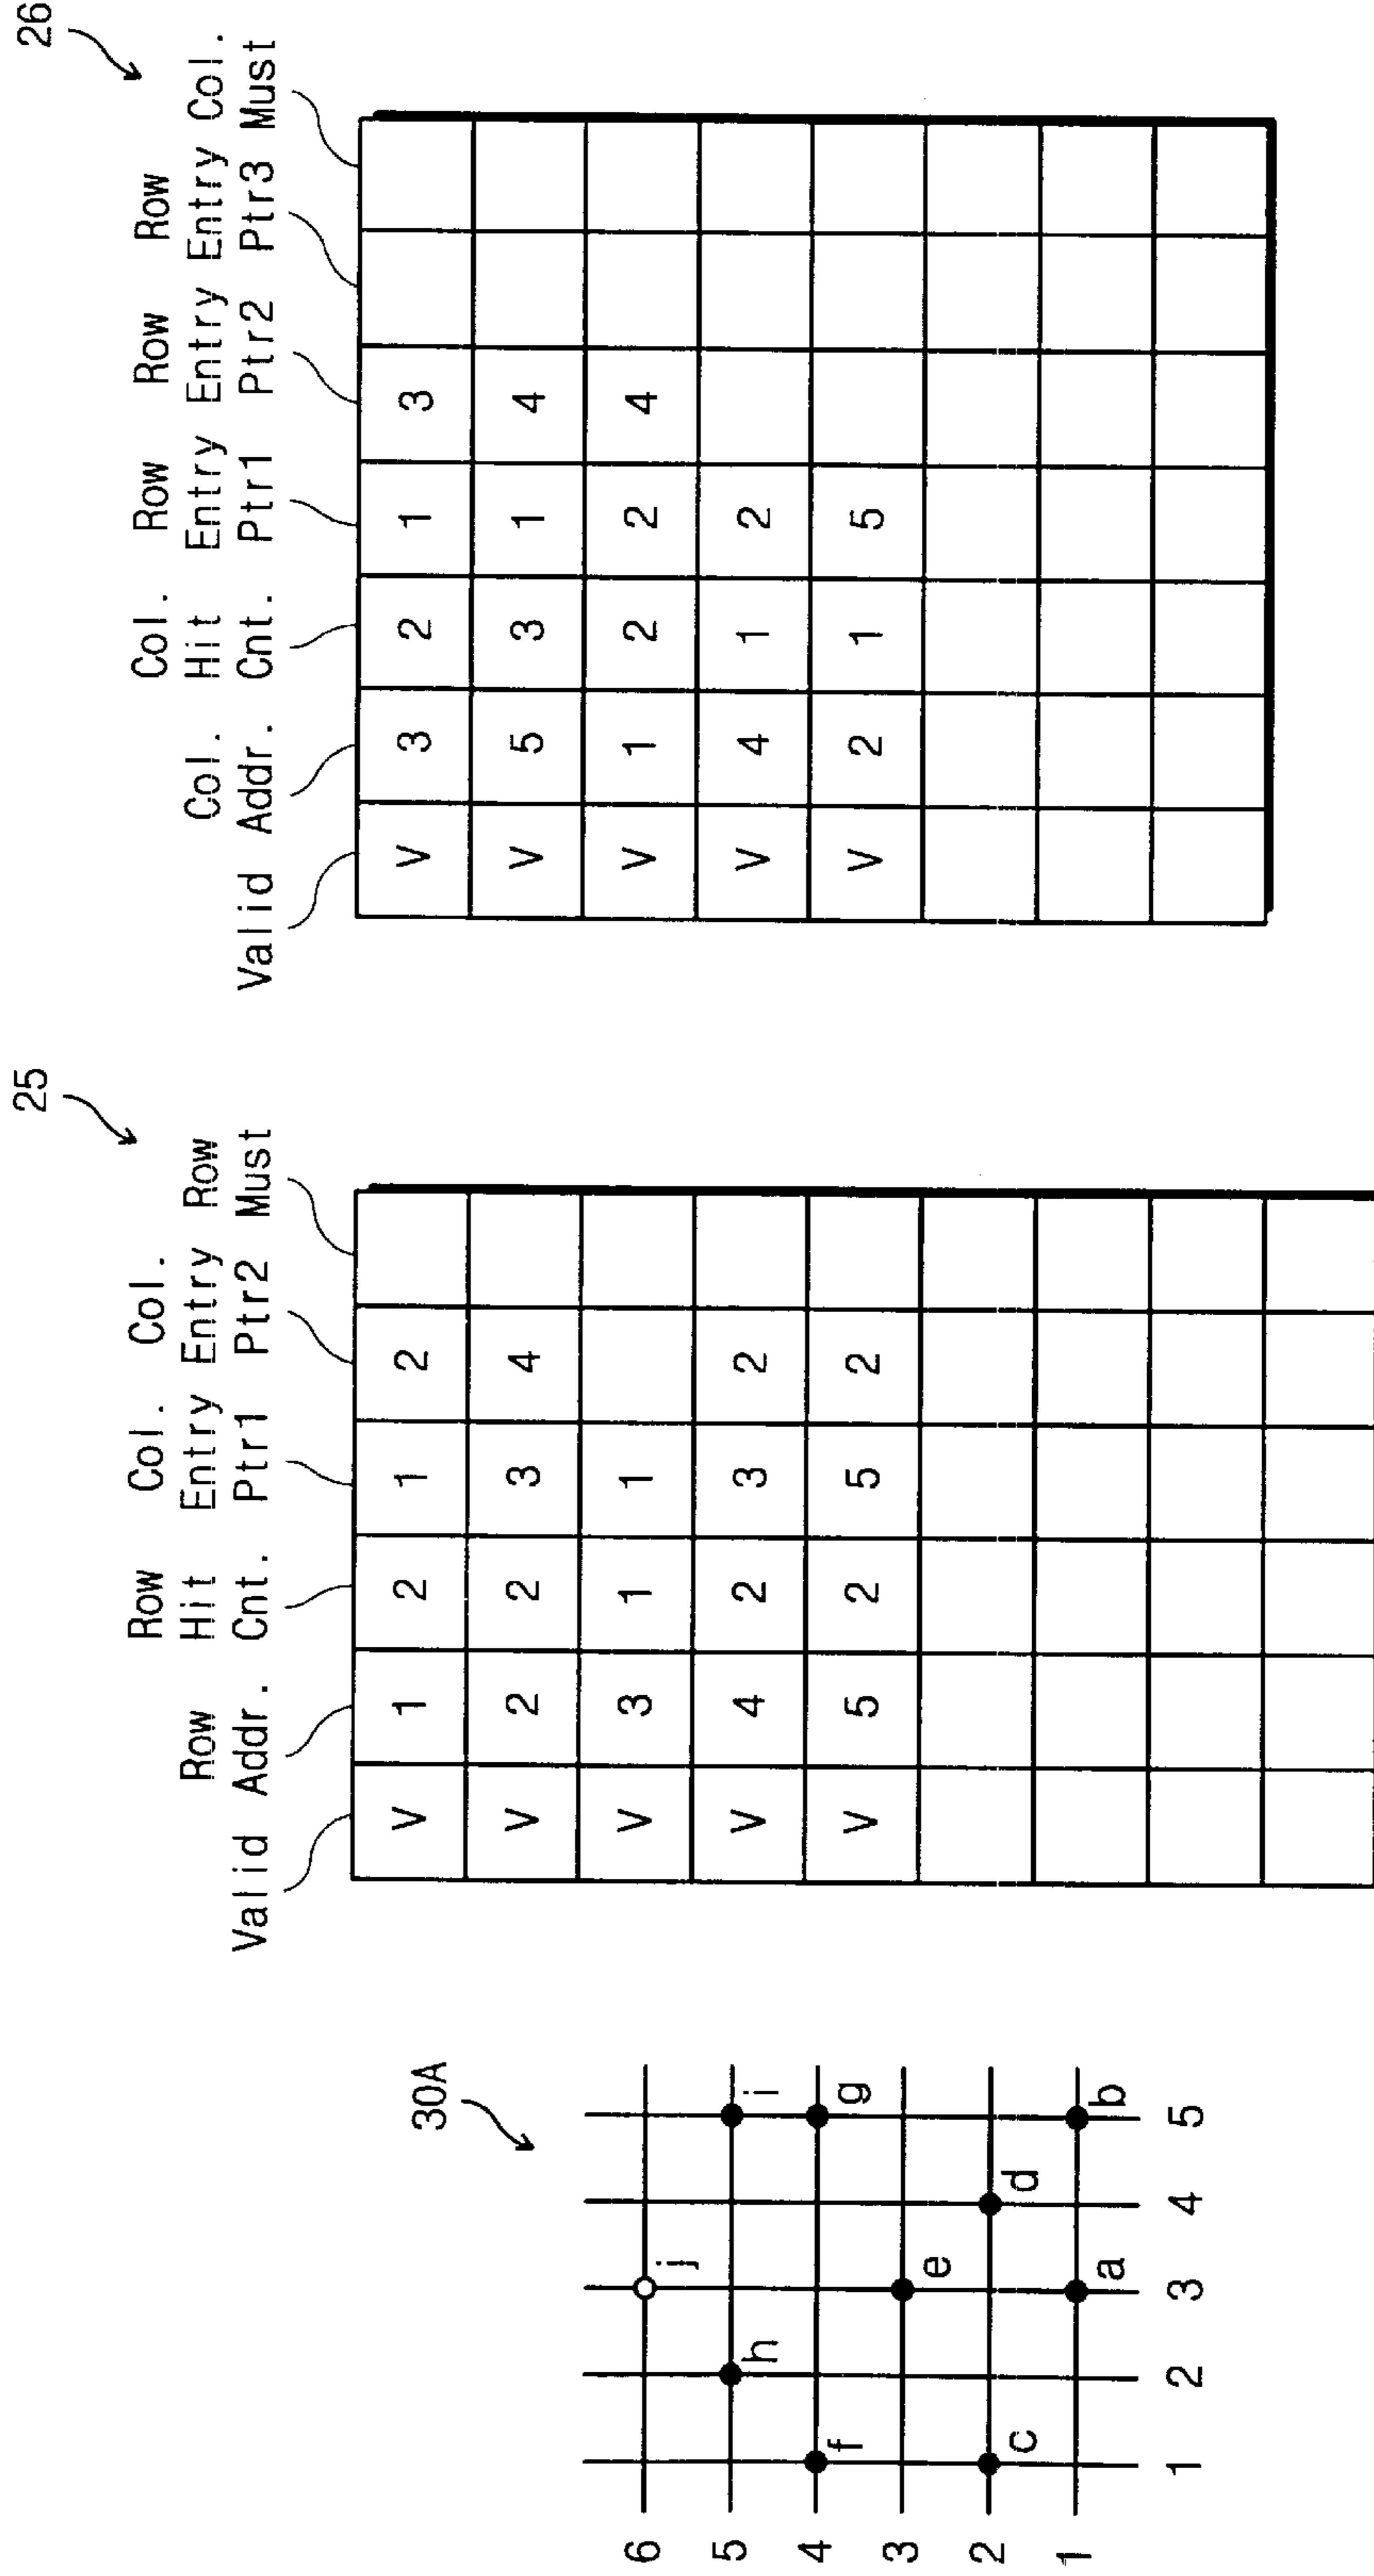 30A
6 j
5 h i
4 f g
3 e
2 c d
1 a b
1 2 3 4 5
25
Row Col. Col.
Row Hit Entry Entry Row
Valid Addr. Cnt. Ptr1 Ptr2 Must
V 1 2 1 2
V 2 2 3 4
V 3 1 1
V 4 2 3 2
V 5 2 5 2
26
Col. Row Row Row
Col. Hit Entry Entry Entry Col.
Valid Addr. Cnt. Ptr1 Ptr2 Ptr3 Must
V 3 2 1 3
V 5 3 1 4
V 1 2 2 4
V 4 1 2
V 2 1 5